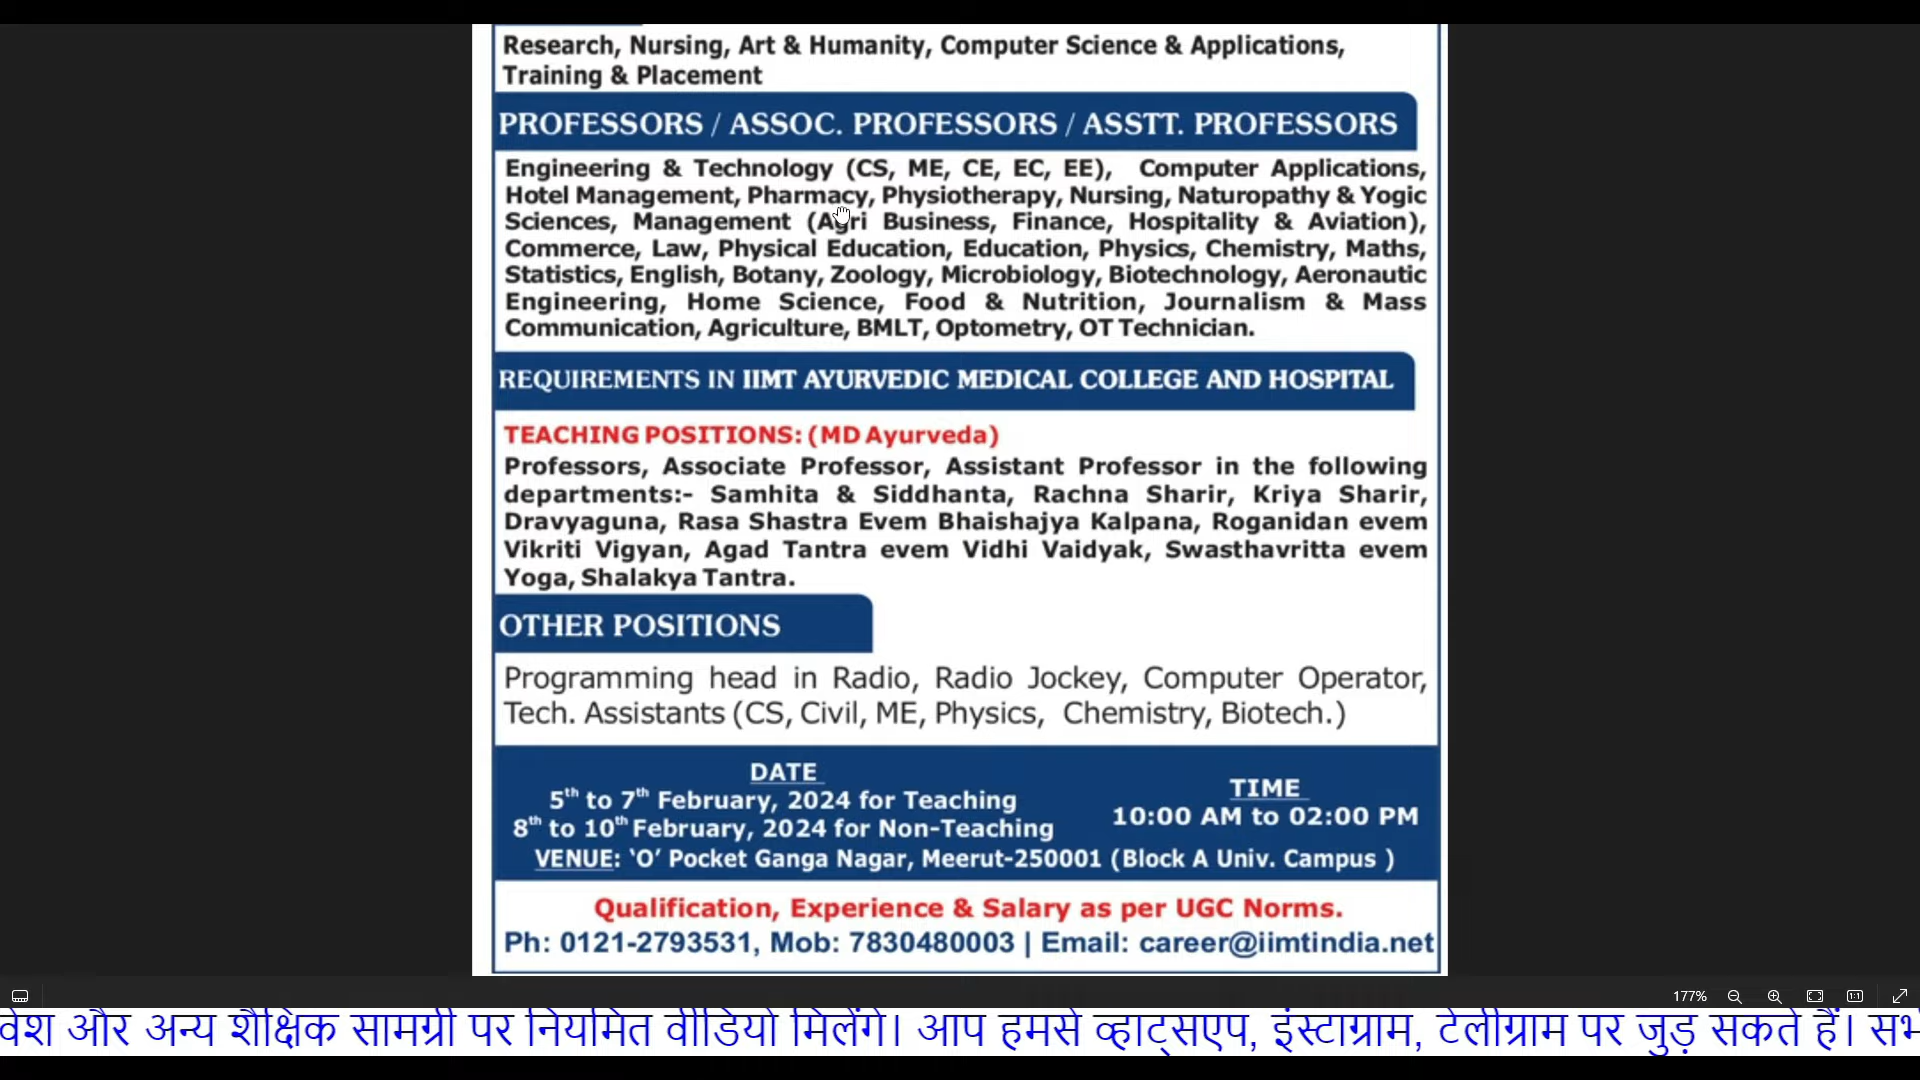 Research, Nursing, Art & Humanity, Computer Science & Applications,
Training & Placement
PROFESSORS / ASSOC. PROFESSORS / ASSTT. PROFESSORS
Engineering & Technology (CS, ME, CE, EC, EE), Computer Applications,
Hotel Management, Pharmacy, Physiotherapy, Nursing, Naturopathy & Yogic
Sciences, Management (Agri Business, Finance, Hospitality & Aviation),
Commerce, Law, Physical Education, Education, Physics, Chemistry, Maths,
Statistics, English, Botany, Zoology, Microbiology, Biotechnology, Aeronautic
Engineering, Home Science, Food & Nutrition, Journalism & Mass
Communication, Agriculture, BMLT, Optometry, OT Technician.
REQUIREMENTS IN IIMT AYURVEDIC MEDICAL COLLEGE AND HOSPITAL
TEACHING POSITIONS: (MD Ayurveda)
Professors, Associate Professor, Assistant Professor in the following
departments:- Samhita & Siddhanta, Rachna Sharir, Kriya Sharir,
Dravyaguna, Rasa Shastra Evem Bhaishajya Kalpana, Roganidan evem
Vikriti Vigyan, Agad Tantra evem Vidhi Vaidyak, Swasthavritta evem
Yoga, Shalakya Tantra.
OTHER POSITIONS
Programming head in Radio, Radio Jockey, Computer Operator,
Tech. Assistants (CS, Civil, ME, Physics, Chemistry, Biotech.)
DATE
5th to 7th February, 2024 for Teaching
8th to 10th February, 2024 for Non-Teaching
TIME
10:00 AM to 02:00 PM
VENUE: ‘O’ Pocket Ganga Nagar, Meerut-250001 (Block A Univ. Campus )
Qualification, Experience & Salary as per UGC Norms.
Ph: 0121-2793531, Mob: 7830480003 | Email: career@iimtindia.net
177%
1:1
वेश और अन्य शैक्षिक सामग्री पर नियमित वीडियो मिलेंगे। आप हमसे व्हाट्सएप, इंस्टाग्राम, टेलीग्राम पर जुड़ सकते हैं। सभ